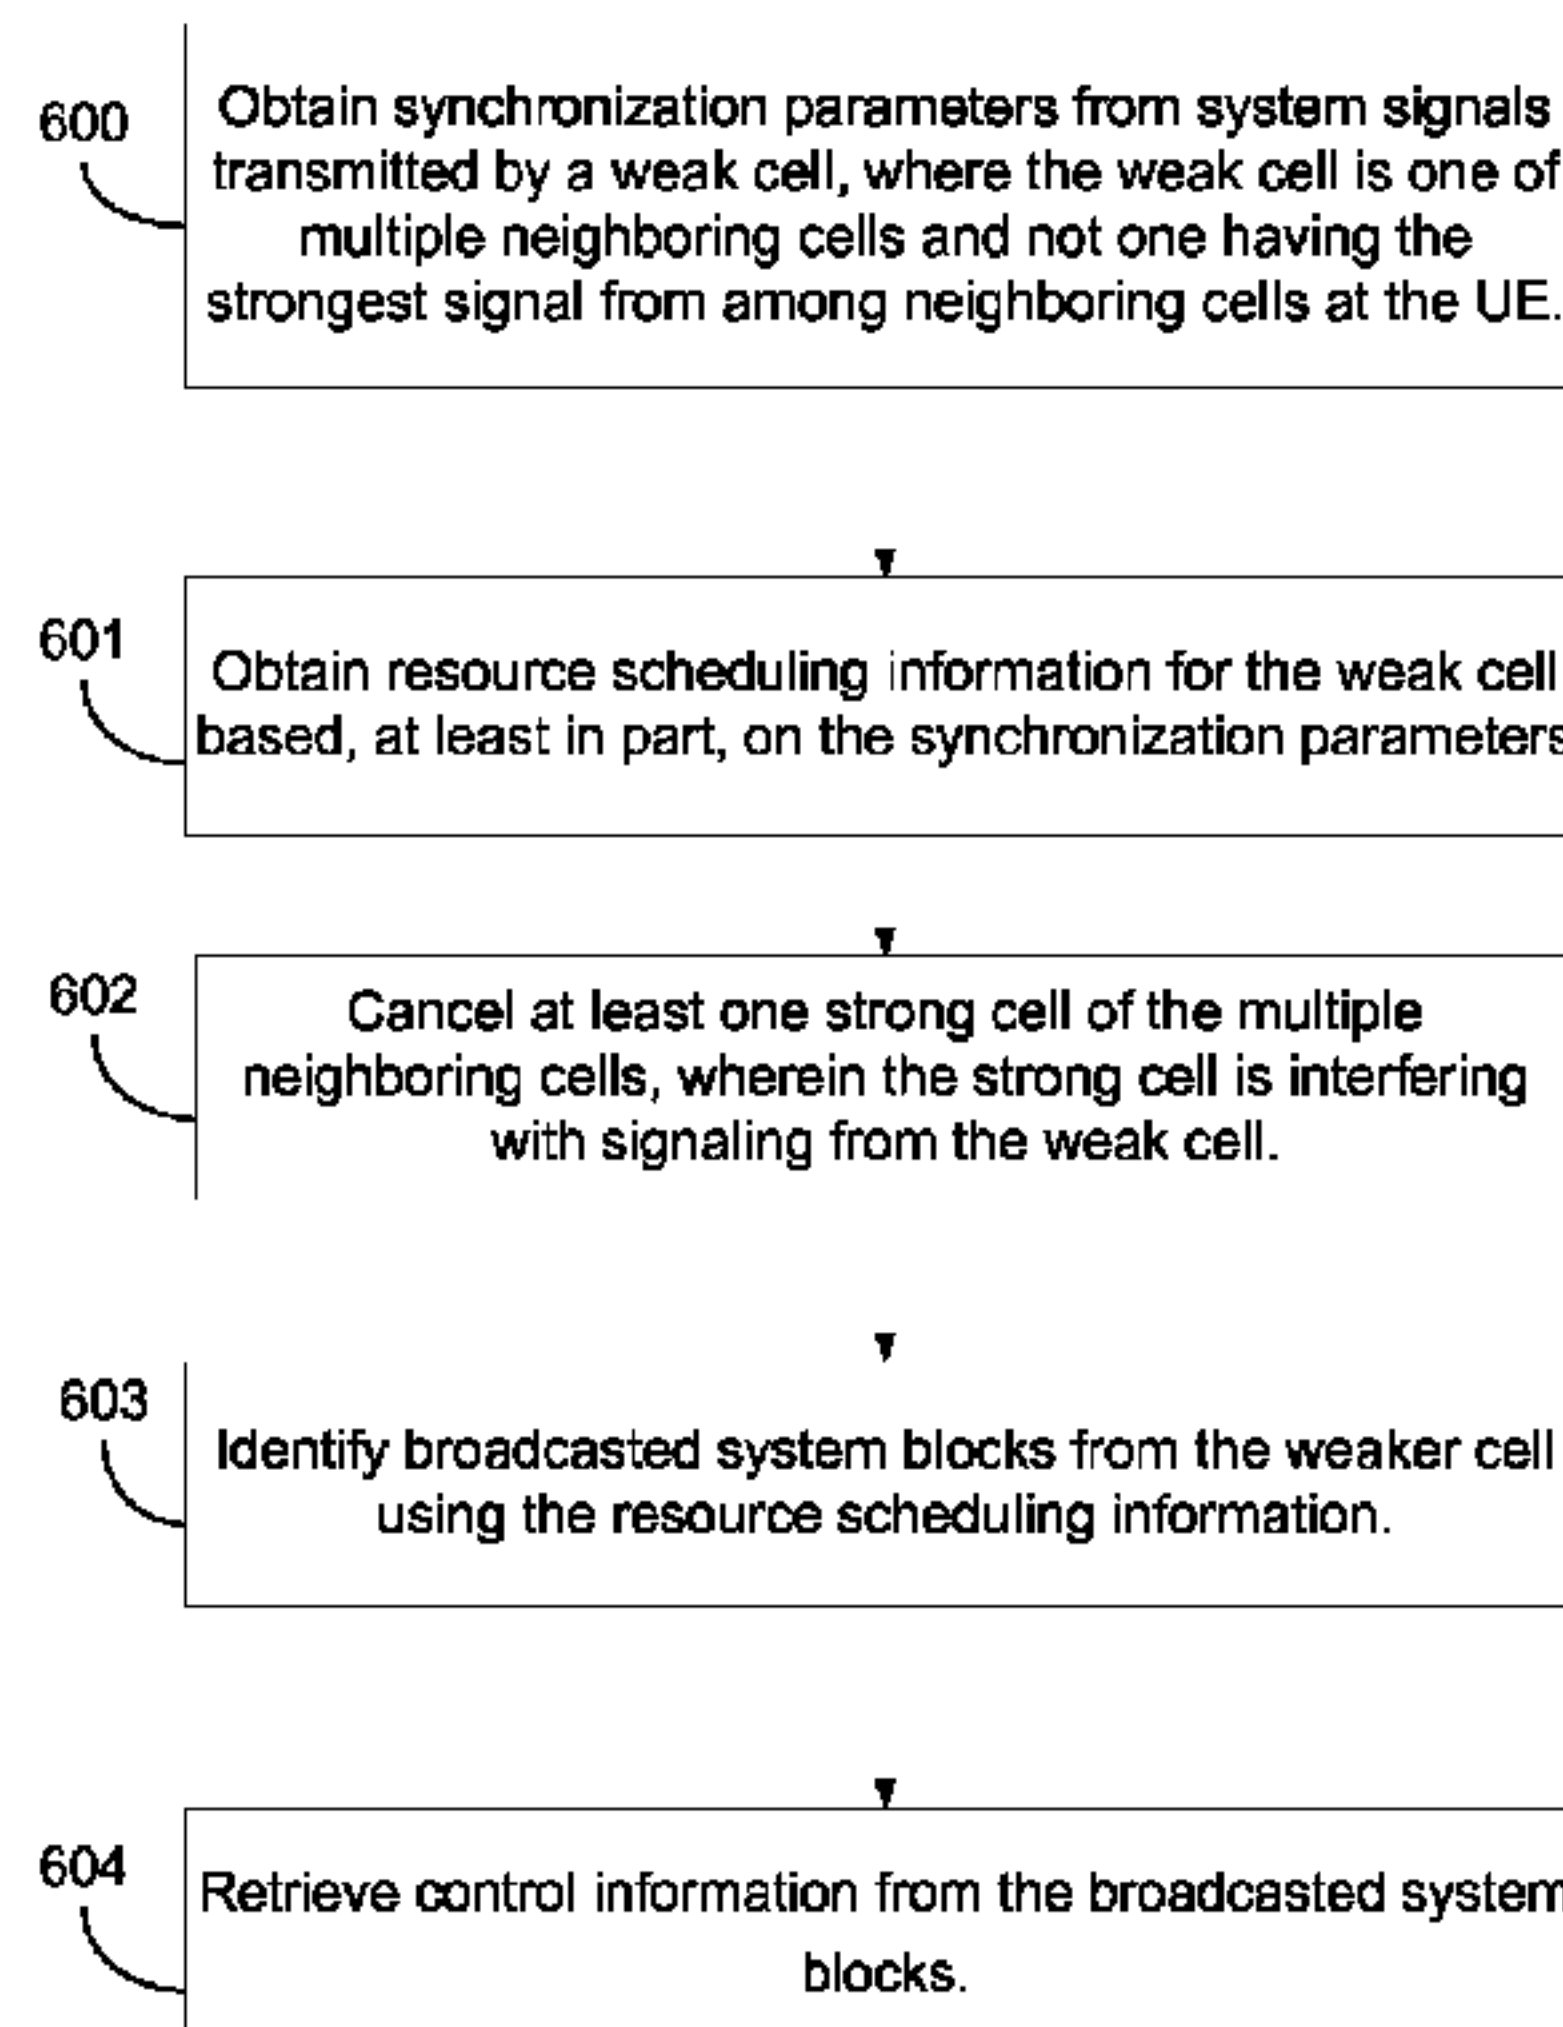 600
Obtain synchronization parameters from system signals
transmitted by a weak cell, where the weak cell is one of
multiple neighboring cells and not one having the
strongest signal from among neighboring cells at the UE.
601
Obtain resource scheduling information for the weak cell
based, at least in part, on the synchronization parameters
602
Cancel at least one strong cell of the multiple
neighboring cells, wherein the strong cell is interfering
with signaling from the weak cell.
603
Identify broadcasted system blocks from the weaker cell
using the resource scheduling information.
604
Retrieve control information from the broadcasted system
blocks.